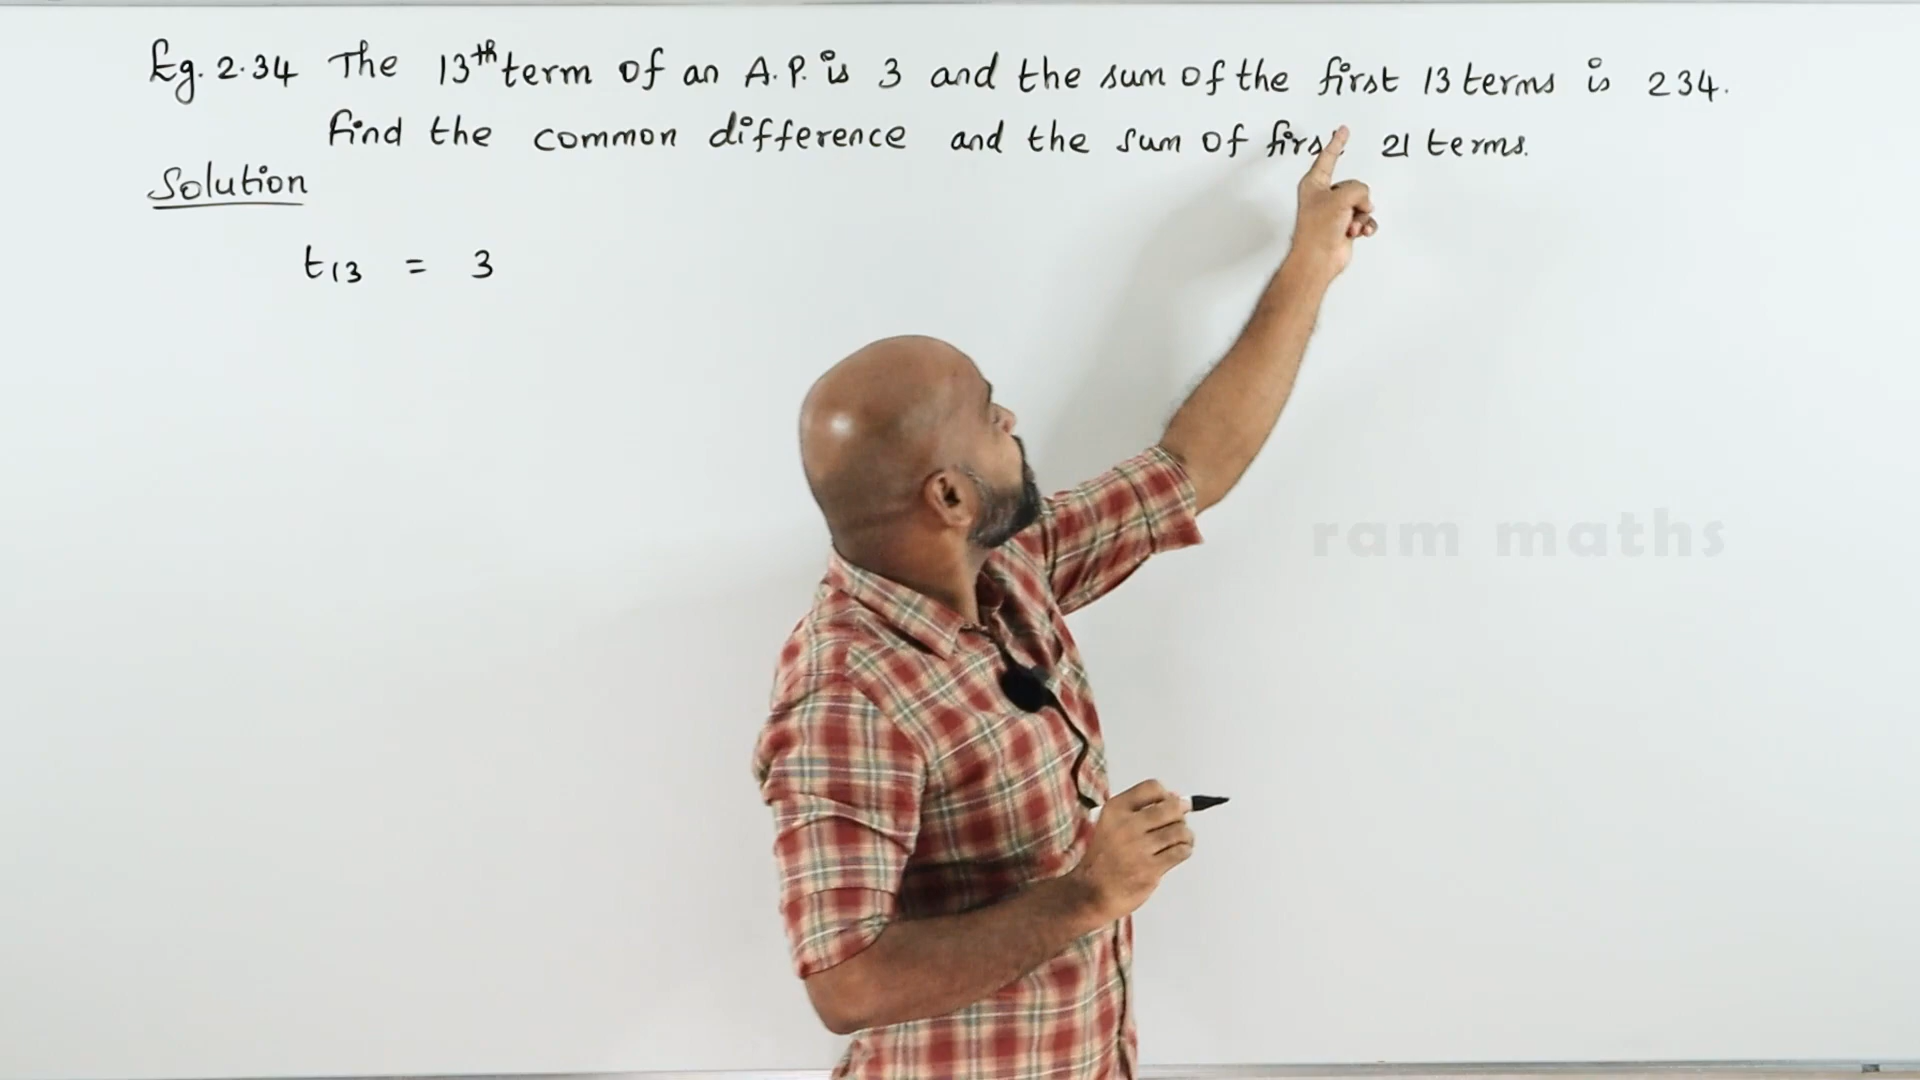 Eg. 2.34 The 13th term of an A.P. is 3 and the sum of the first 13 terms is 234.
Find the common difference and the sum of first 21 terms.
Solution
t13 = 3
ram maths